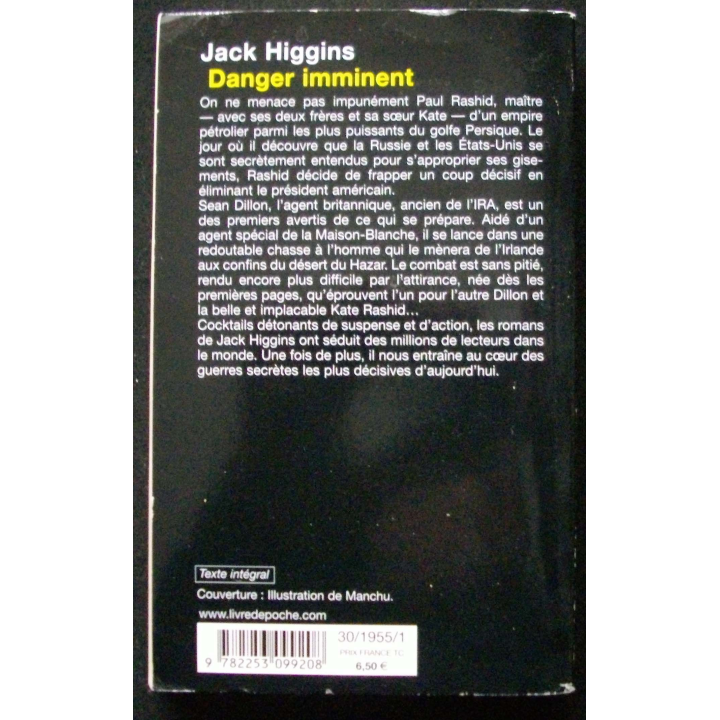 Jack Higgins
Danger imminent
On ne menace pas impunément Paul Rashid, maître
— avec ses deux frères et sa sœur Kate — d'un empire
pétrolier parmi les plus puissants du golfe Persique. Le
jour où il découvre que la Russie et les États-Unis se
sont secrètement entendus pour s'approprier ses gise-
ments, Rashid décide de frapper un coup décisif en
éliminant le président américain.
Sean Dillon, l'agent britannique, ancien de l'IRA, est un
des premiers avertis de ce qui se prépare. Aidé d'un
agent spécial de la Maison-Blanche, il se lance dans une
redoutable chasse à l'homme qui le mènera de l'Irlande
aux confins du désert du Hazar. Le combat est sans pitié,
rendu encore plus difficile par l'attirance, née dès les
premières pages, qu'éprouvent l'un pour l'autre Dillon et
la belle et implacable Kate Rashid...
Cocktails détonants de suspense et d'action, les romans
de Jack Higgins ont séduit des millions de lecteurs dans
le monde. Une fois de plus, il nous entraîne au cœur des
guerres secrètes les plus décisives d'aujourd'hui.
Texte intégral
Couverture : Illustration de Manchu.
www.livredepoche.com
30/1955/1
PRIX FRANCE TC
6,50 €
9 782253 099208